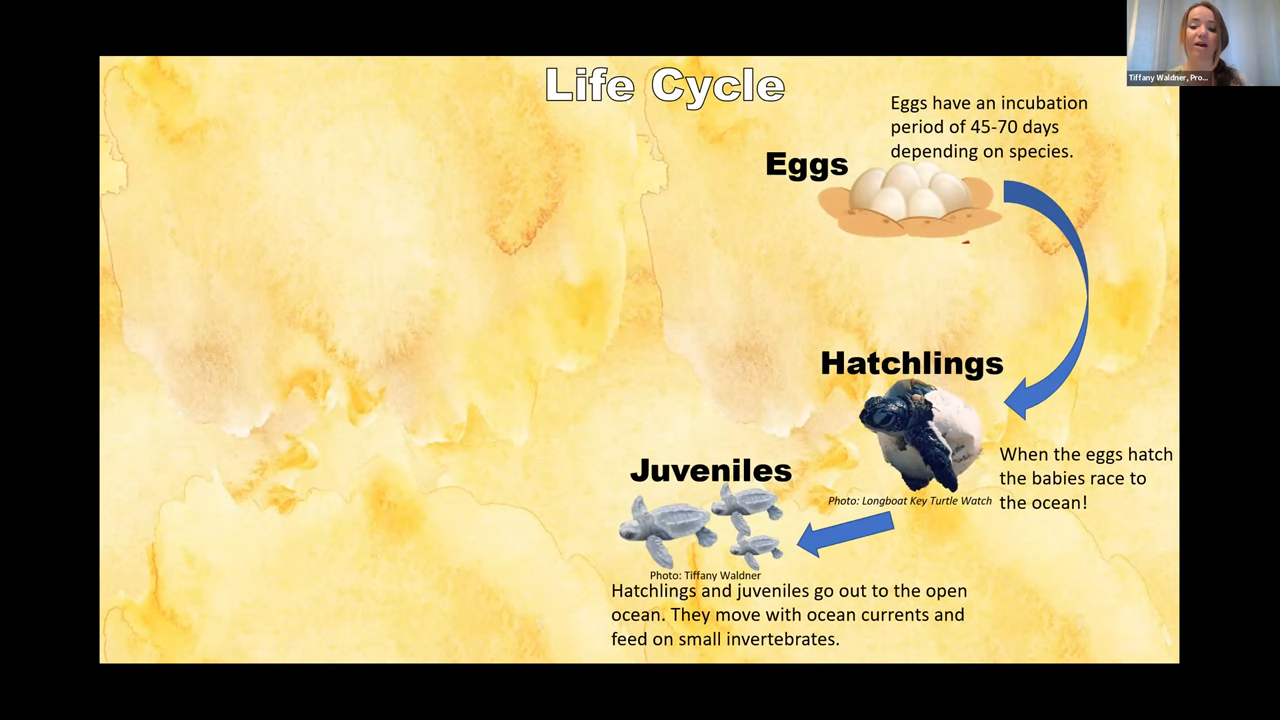 Tiffany Waldner, Pro...
Life Cycle
Eggs have an incubation
period of 45-70 days
depending on species.
Eggs
Hatchlings
When the eggs hatch
the babies race to
the ocean!
Photo: Longboat Key Turtle Watch
Juveniles
Photo: Tiffany Waldner
Hatchlings and juveniles go out to the open
ocean. They move with ocean currents and
feed on small invertebrates.